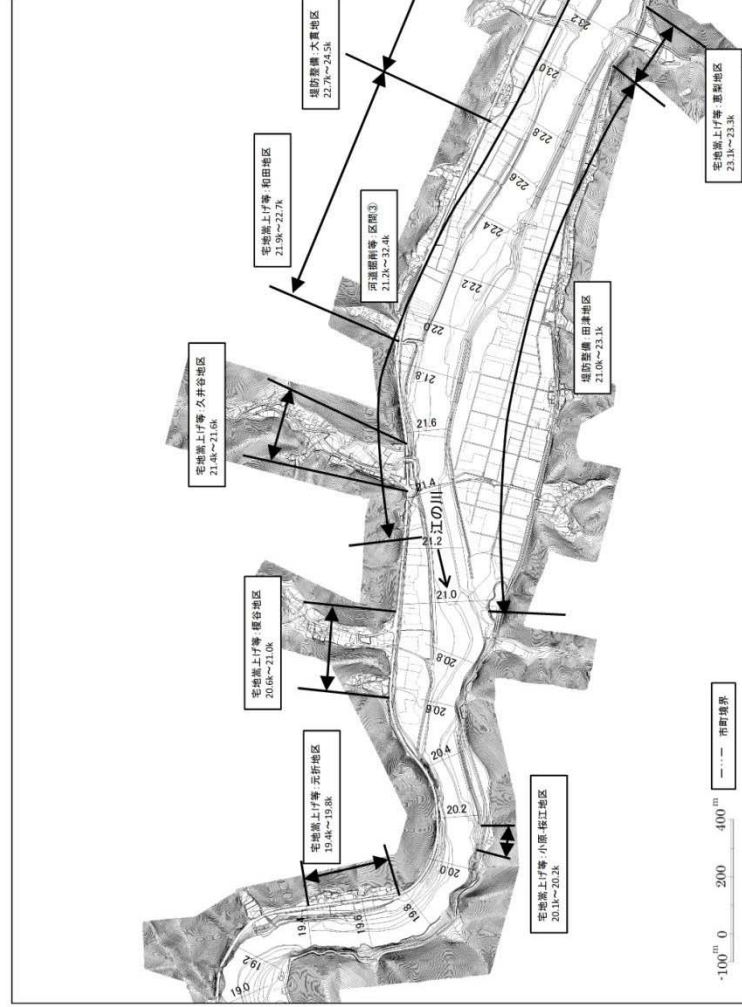 堤防整備:大貫地区
22.7k～24.5k
宅地嵩上げ等:和田地区
21.9k～22.7k
河道掘削等:区間③
21.2k～32.4k
宅地嵩上げ等:久井谷地区
21.4k～21.6k
宅地嵩上げ等:榎谷地区
20.6k～21.0k
宅地嵩上げ等:元折地区
19.4k～19.8k
宅地嵩上げ等:恵梨地区
23.1k～23.3k
堤防整備:田津地区
21.0k～23.1k
宅地嵩上げ等:小原·桜江地区
20.1k～20.2k
江の川
23.2
23.0
22.8
22.6
22.4
22.2
22.0
21.8
21.6
21.4
21.2
21.0
20.8
20.6
20.4
20.2
20.0
19.8
19.6
19.4
19.2
19.0
市町境界
-100m 0 200 400m